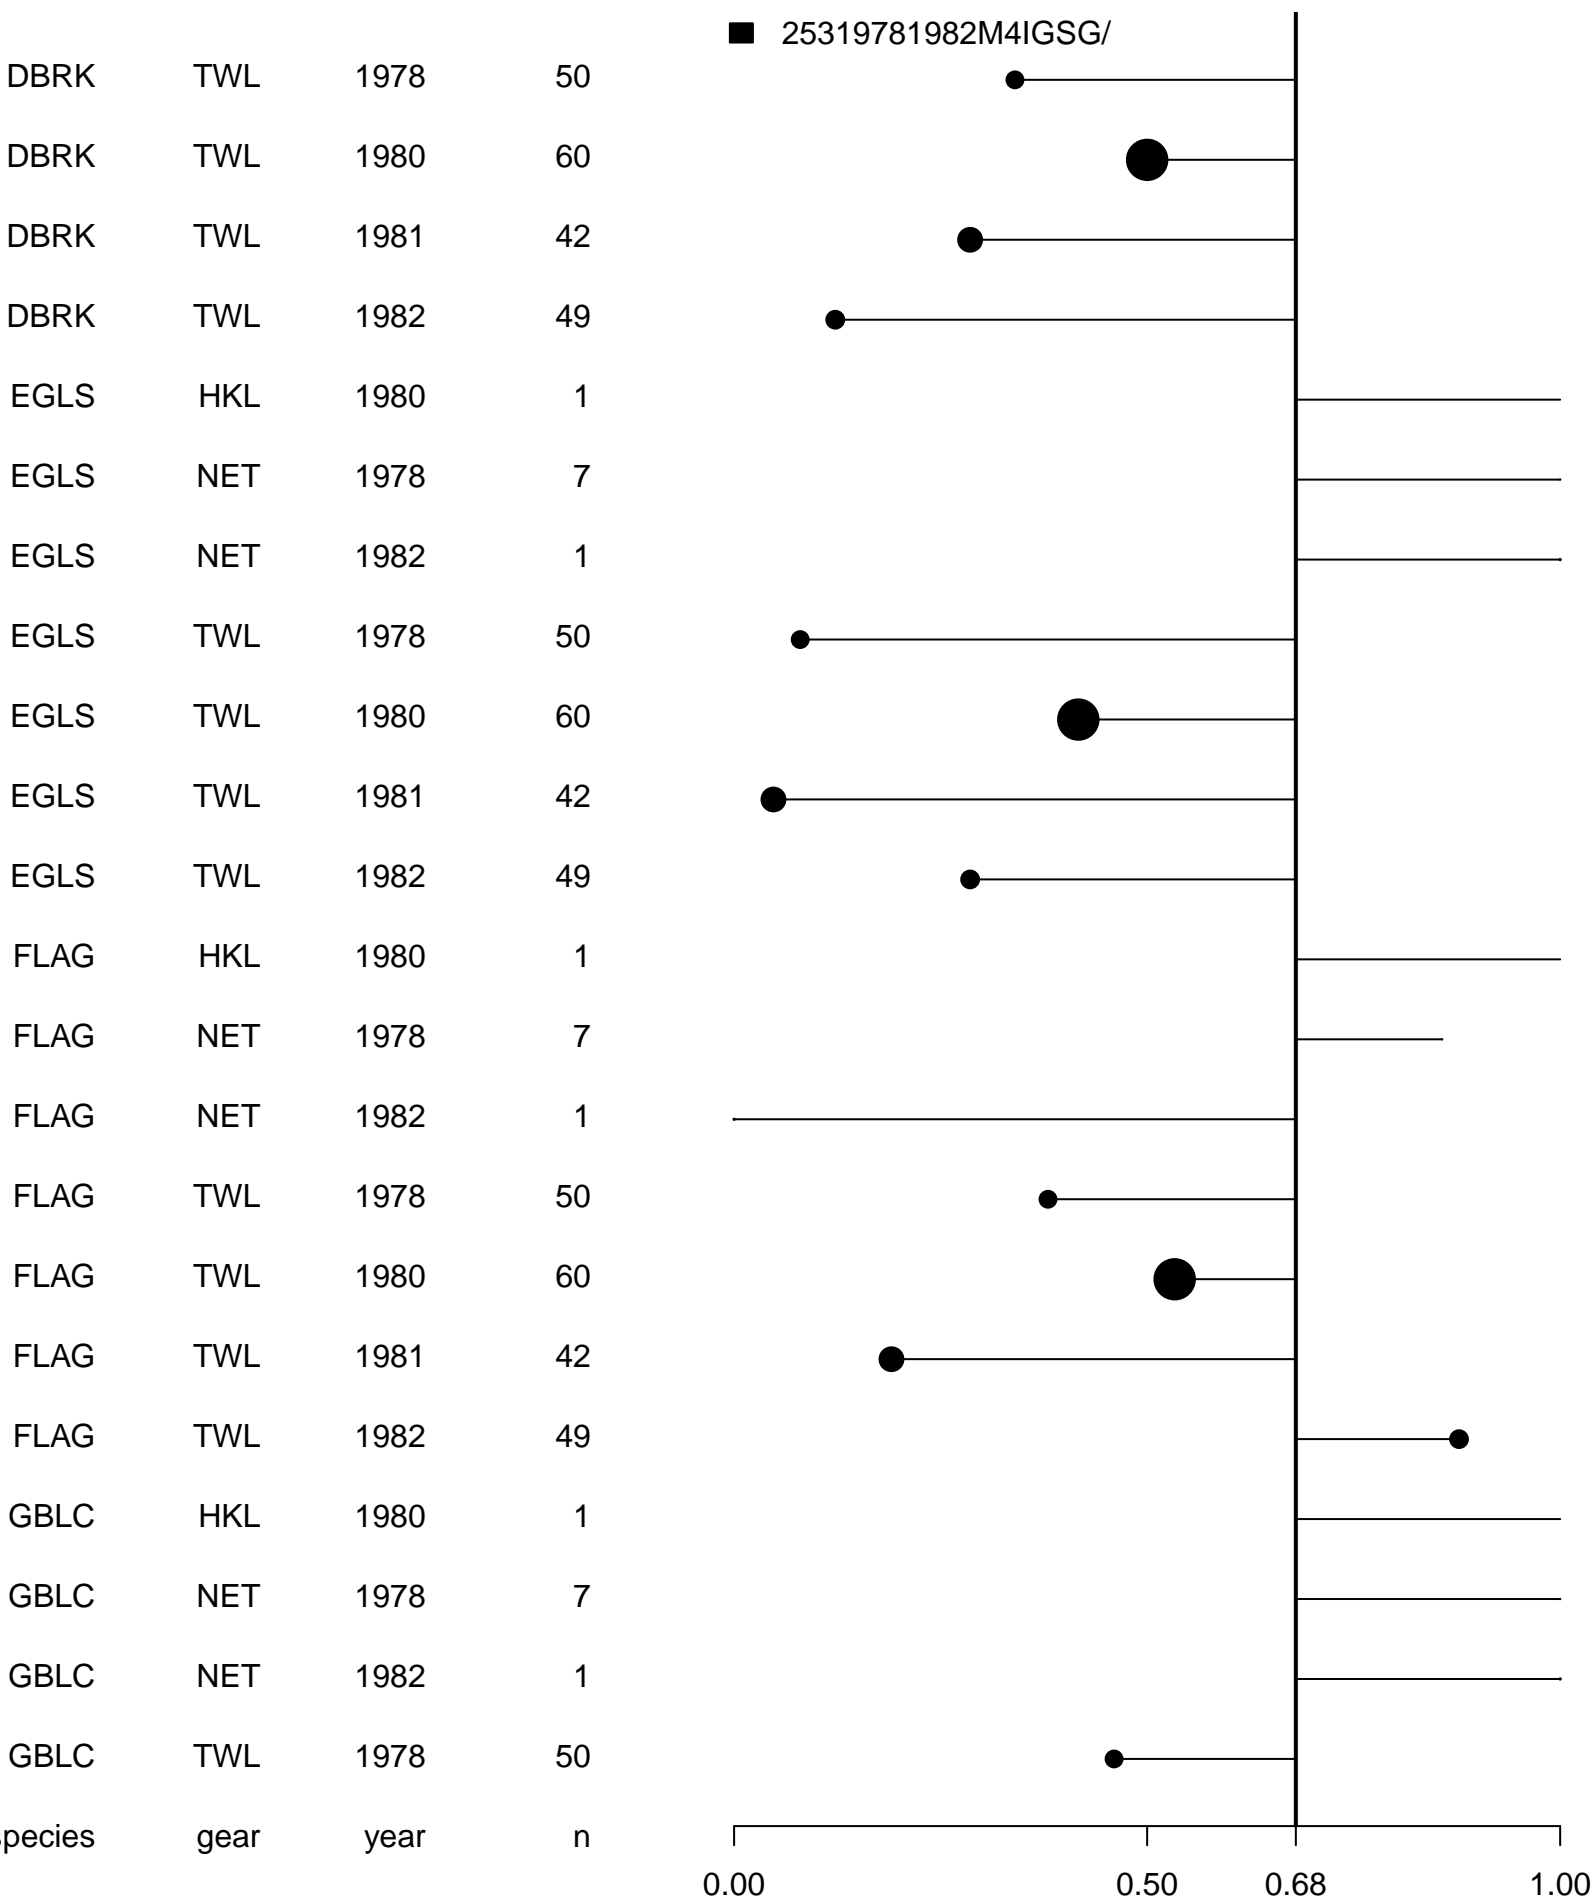 25319781982M4IGSG/
DBRK TWL 1978 50
DBRK TWL 1980 60
DBRK TWL 1981 42
DBRK TWL 1982 49
EGLS HKL 1980 1
EGLS NET 1978 7
EGLS NET 1982 1
EGLS TWL 1978 50
EGLS TWL 1980 60
EGLS TWL 1981 42
EGLS TWL 1982 49
FLAG HKL 1980 1
FLAG NET 1978 7
FLAG NET 1982 1
FLAG TWL 1978 50
FLAG TWL 1980 60
FLAG TWL 1981 42
FLAG TWL 1982 49
GBLC HKL 1980 1
GBLC NET 1978 7
GBLC NET 1982 1
GBLC TWL 1978 50
species gear year n
0.00 0.50 0.68 1.00